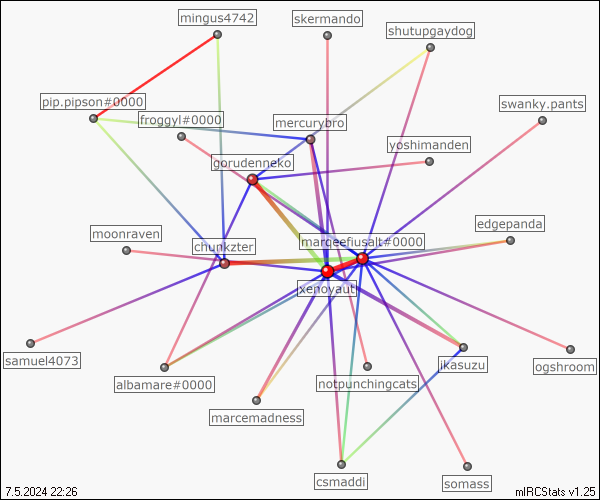 mingus4742
skermando
shutupgaydog
pip.pipson#0000
froggyl#0000
mercurybro
swanky.pants
gorudenneko
yoshimanden
moonraven
chunkzter
marqeefiusalt#0000
edgepanda
xenoyaut
samuel4073
albamare#0000
notpunchingcats
jkasuzu
ogshroom
marcemadness
csmaddi
somass
7.5.2024 22:26
mIRCStats v1.25